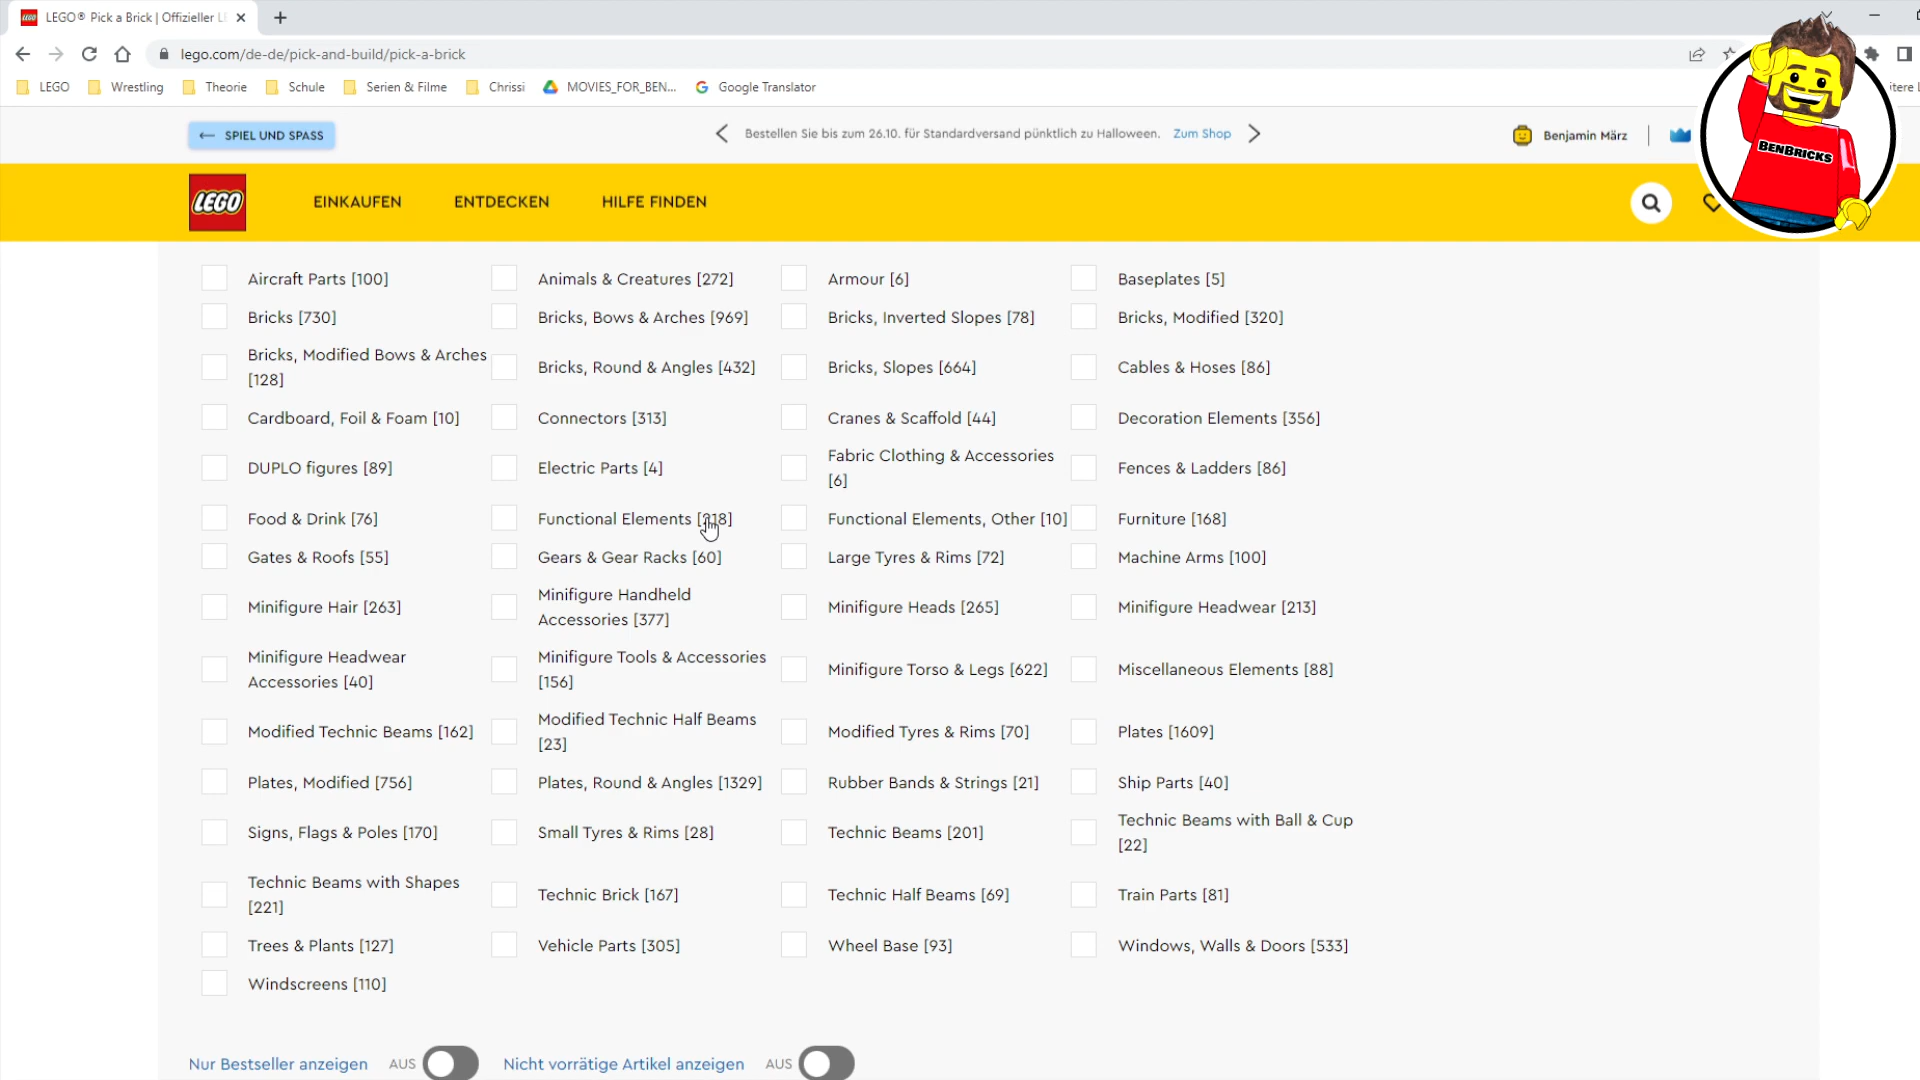 LEGO® Pick a Brick | Offizieller
lego.com/de-de/pick-and-build/pick-a-brick
LEGO Wrestling Theorie Schule Serien & Filme Chrissi MOVIES_FOR_BEN... Google Translator itere
SPIEL UND SPASS
Bestellen Sie bis zum 26.10. für Standardversand pünktlich zu Halloween. Zum Shop
Benjamin März
BENBRICKS
LEGO EINKAUFEN ENTDECKEN HILFE FINDEN
Aircraft Parts [100] Animals & Creatures [272] Armour [6] Baseplates [5]
Bricks [730] Bricks, Bows & Arches [969] Bricks, Inverted Slopes [78] Bricks, Modified [320]
Bricks, Modified Bows & Arches
[128]
Bricks, Round & Angles [432] Bricks, Slopes [664] Cables & Hoses [86]
Cardboard, Foil & Foam [10] Connectors [313] Cranes & Scaffold [44] Decoration Elements [356]
DUPLO figures [89] Electric Parts [4]
Fabric Clothing & Accessories
[6]
Fences & Ladders [86]
Food & Drink [76] Functional Elements Functional Elements, Other [10] Furniture [168]
Gates & Roofs [55] Gears & Gear Racks [60] Large Tyres & Rims [72] Machine Arms [100]
Minifigure Hair [263]
Minifigure Handheld
Accessories [377]
Minifigure Heads [265] Minifigure Headwear [213]
Minifigure Headwear
Accessories [40]
Minifigure Tools & Accessories
[156]
Minifigure Torso & Legs [622] Miscellaneous Elements [88]
Modified Technic Beams [162]
Modified Technic Half Beams
[23]
Modified Tyres & Rims [70] Plates [1609]
Plates, Modified [756] Plates, Round & Angles [1329] Rubber Bands & Strings [21] Ship Parts [40]
Signs, Flags & Poles [170] Small Tyres & Rims [28] Technic Beams [201]
Technic Beams with Ball & Cup
[22]
Technic Beams with Shapes
[221]
Technic Brick [167] Technic Half Beams [69] Train Parts [81]
Trees & Plants [127] Vehicle Parts [305] Wheel Base [93] Windows, Walls & Doors [533]
Windscreens [110]
Nur Bestseller anzeigen AUS Nicht vorrätige Artikel anzeigen AUS